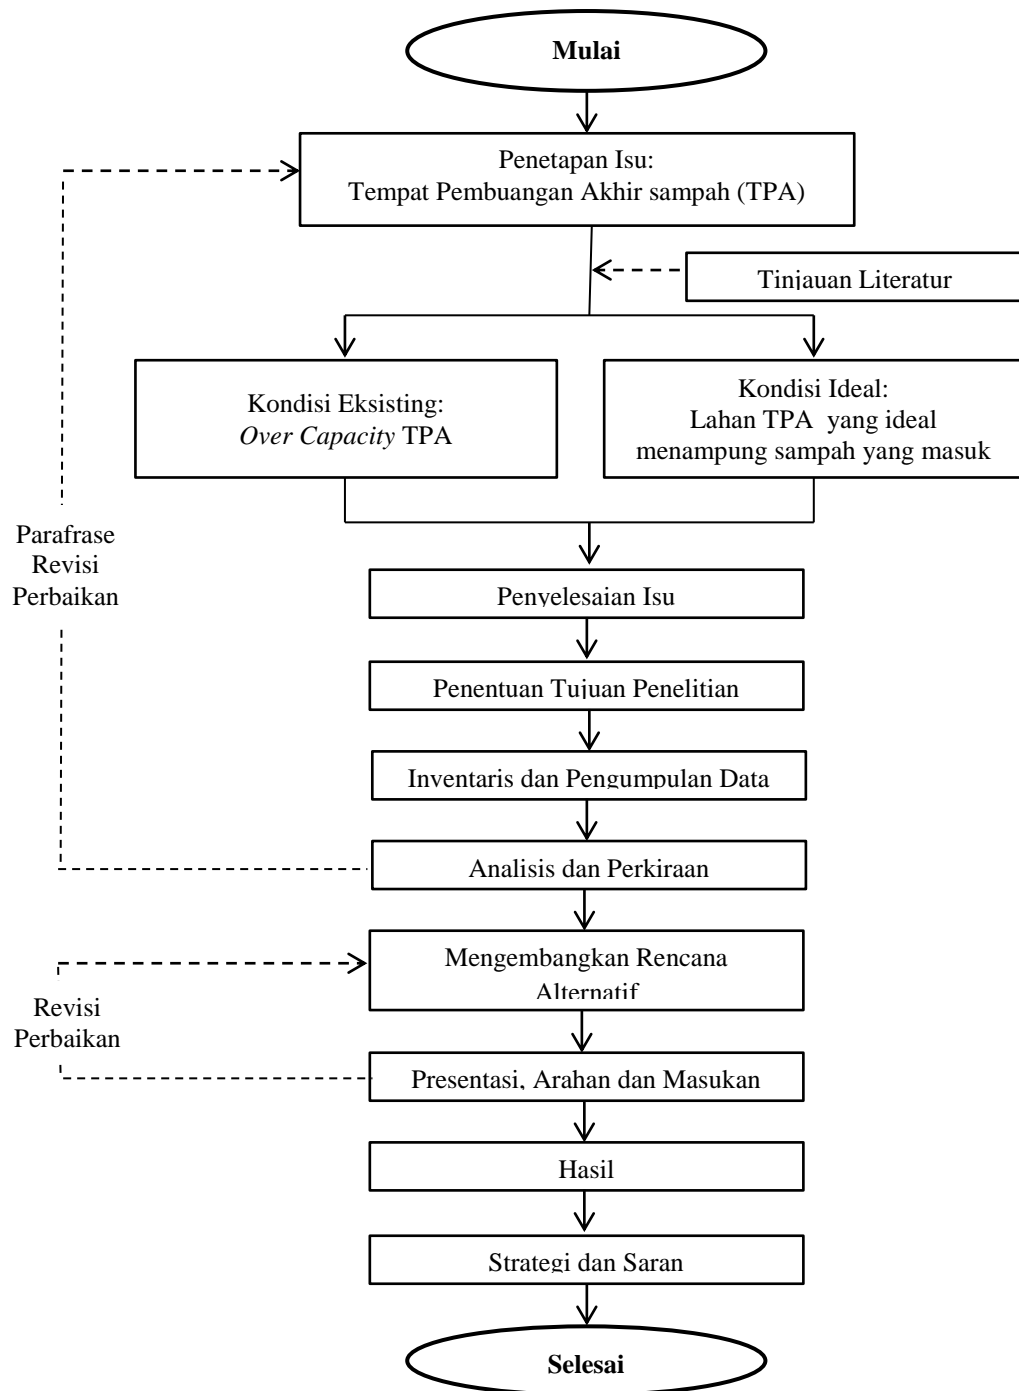 Mulai
Penetapan Isu:
Tempat Pembuangan Akhir sampah (TPA)
Tinjauan Literatur
Kondisi Eksisting:
Over Capacity TPA
Kondisi Ideal:
Lahan TPA yang ideal
menampung sampah yang masuk
Parafrase
Revisi
Perbaikan
Penyelesaian Isu
Penentuan Tujuan Penelitian
Inventaris dan Pengumpulan Data
Analisis dan Perkiraan
Mengembangkan Rencana
Alternatif
Revisi
Perbaikan
Presentasi, Arahan dan Masukan
Hasil
Strategi dan Saran
Selesai